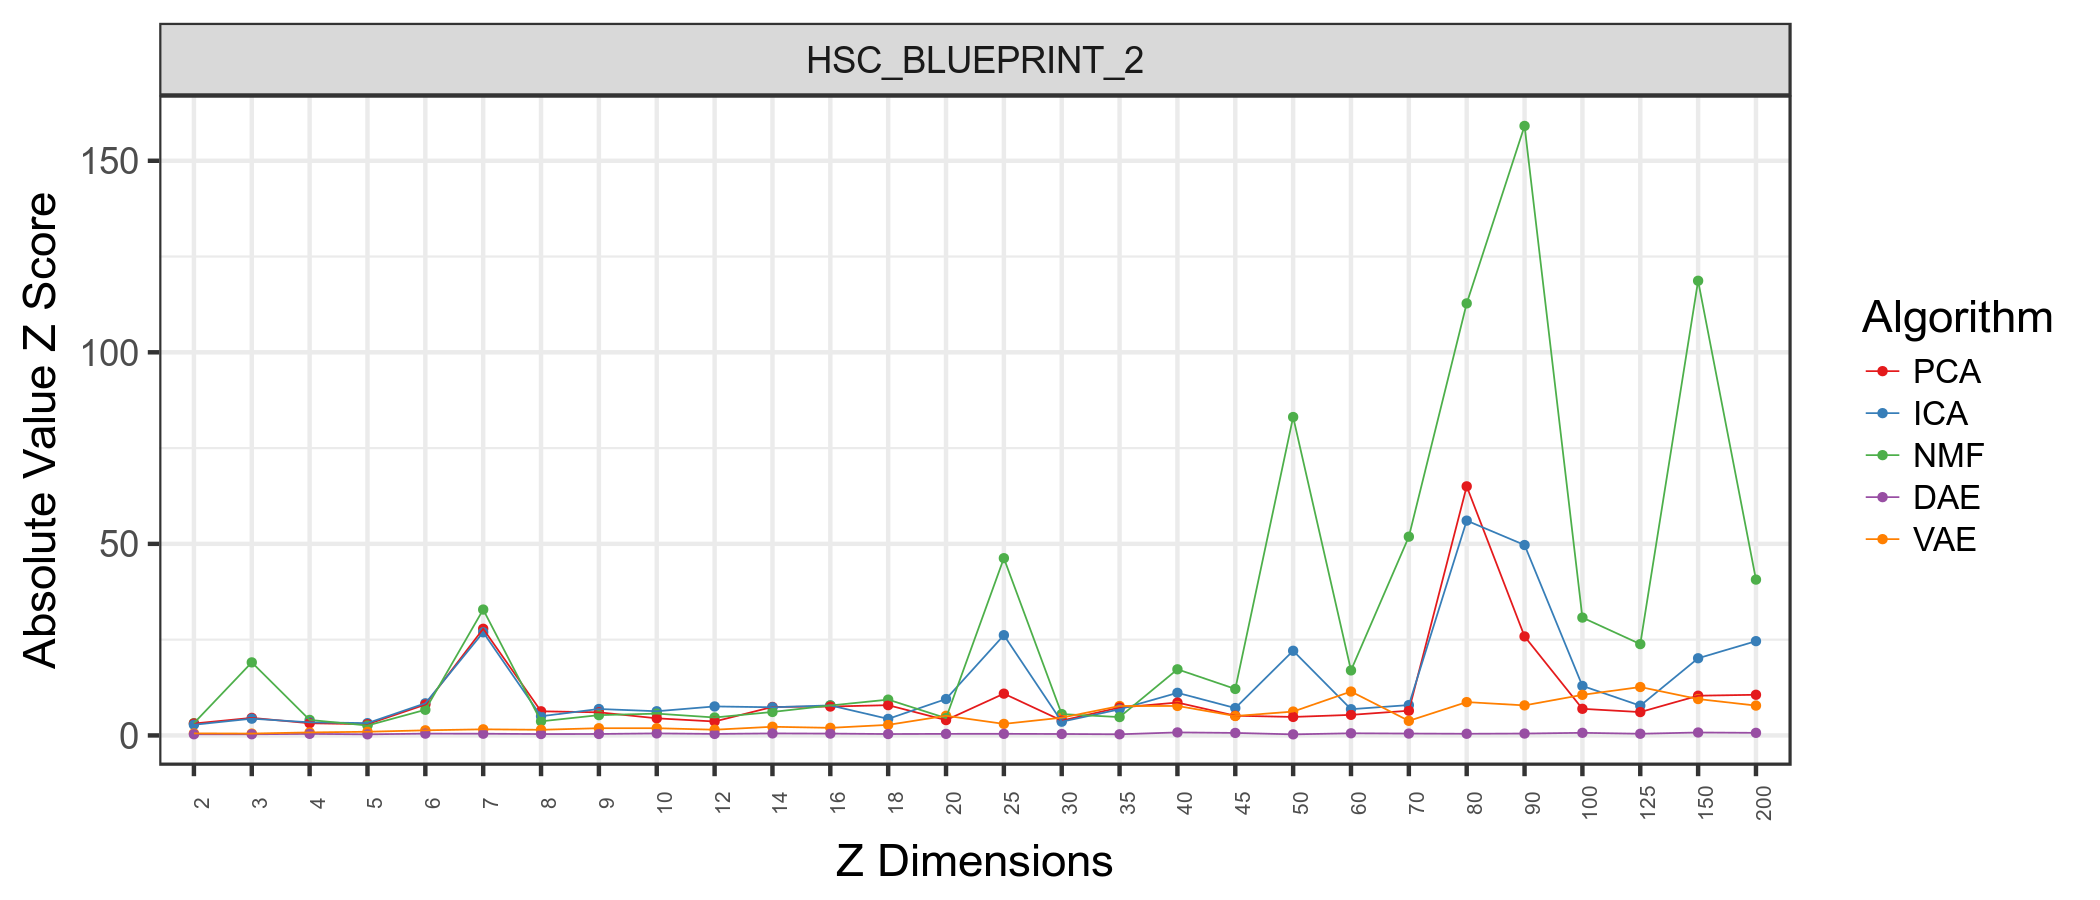 HSC_BLUEPRINT_2
Absolute Value Z Score
150
100
50
0
2 3 4 5 6 7 8 9 10 12 14 16 18 20 25 30 35 40 45 50 60 70 80 90 100 125 150 200
Z Dimensions
Algorithm
PCA
ICA
NMF
DAE
VAE